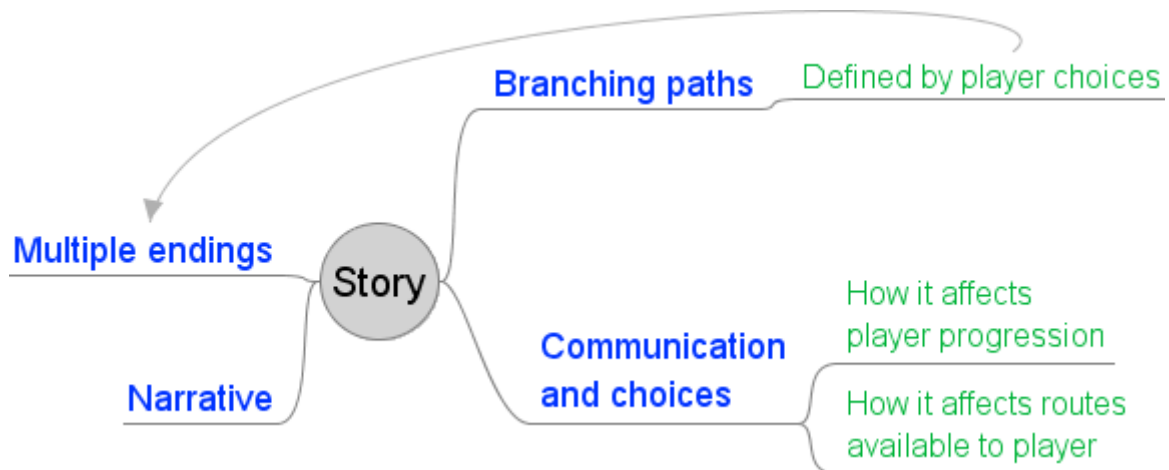 Branching paths
Defined by player choices
Multiple endings
Story
How it affects
player progression
Communication
and choices
Narrative
How it affects routes
available to player